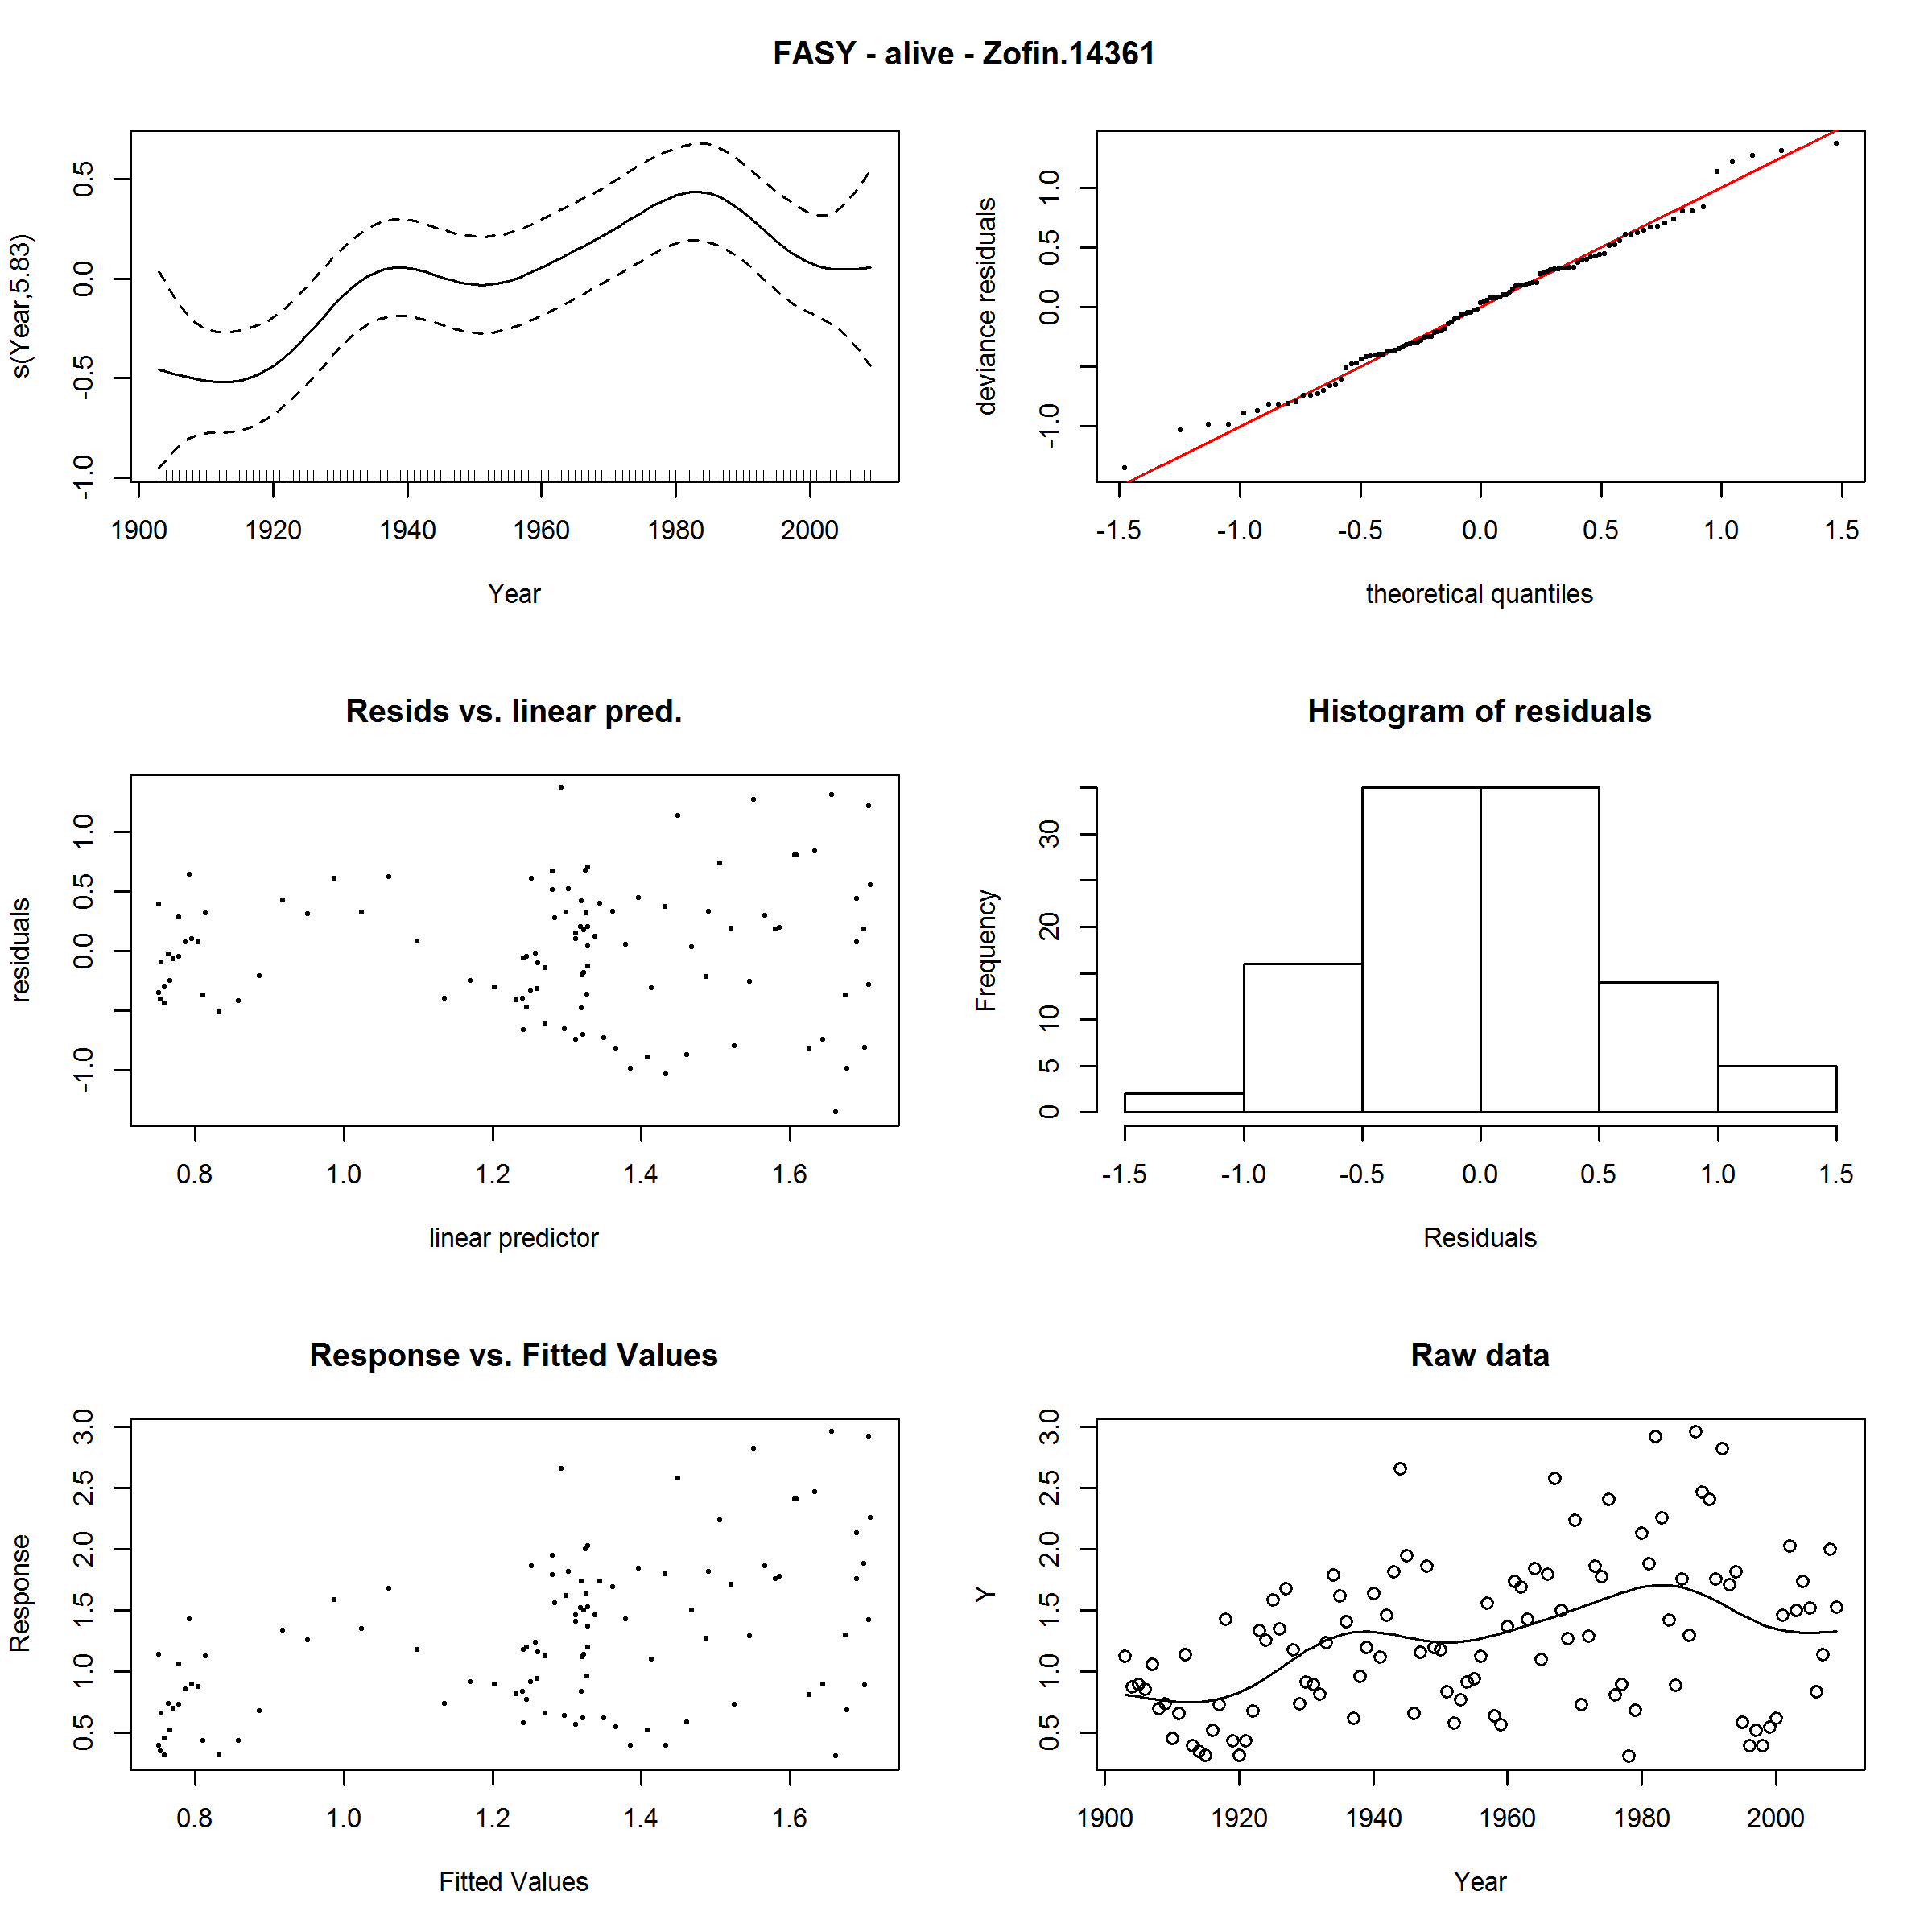 FASY - alive - Zofin.14361
s(Year,5.83)
-1.0 -0.5 0.0 0.5
1900 1920 1940 1960 1980 2000
Year
deviance residuals
-1.0 0.0 0.5 1.0
-1.5 -1.0 -0.5 0.0 0.5 1.0 1.5
theoretical quantiles
Resids vs. linear pred.
residuals
-1.0 0.0 0.5 1.0
0.8 1.0 1.2 1.4 1.6
linear predictor
Histogram of residuals
Frequency
0 5 10 20 30
-1.5 -1.0 -0.5 0.0 0.5 1.0 1.5
Residuals
Response vs. Fitted Values
Response
0.5 1.0 1.5 2.0 2.5 3.0
0.8 1.0 1.2 1.4 1.6
Fitted Values
Raw data
Y
0.5 1.0 1.5 2.0 2.5 3.0
1900 1920 1940 1960 1980 2000
Year